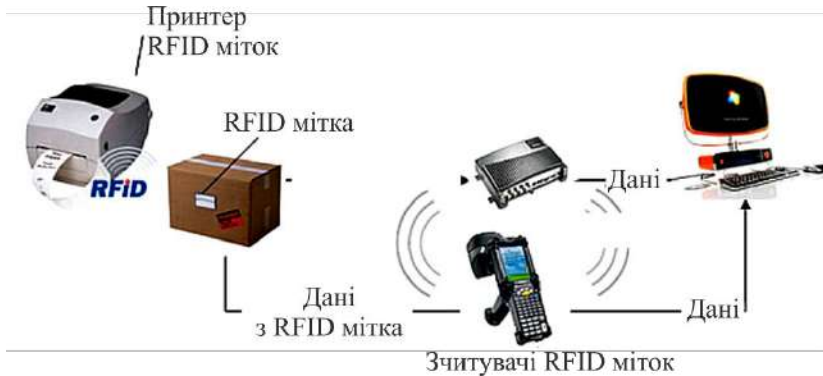 Принтер
RFID міток
RFID мітка
RFiD
Дані
Дані
з RFID мітка
Дані
Зчитувачі RFID міток